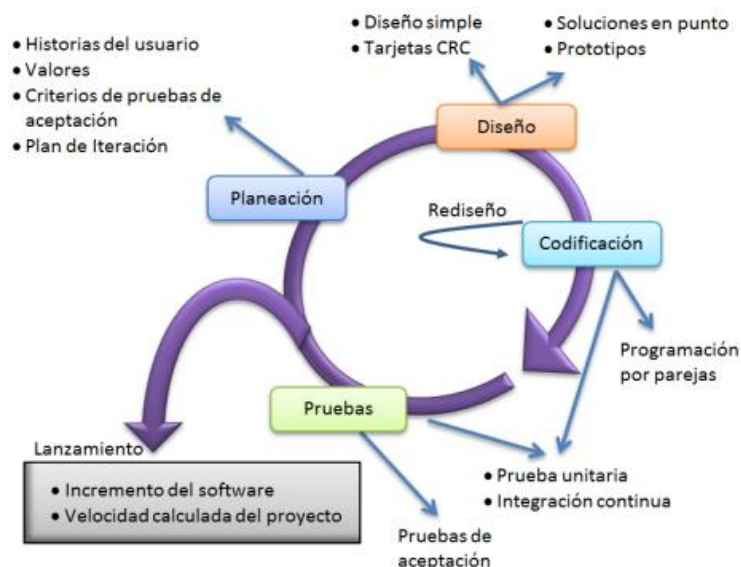 • Historias del usuario
• Valores
• Criterios de pruebas de
aceptación
• Plan de Iteración
• Diseño simple
• Tarjetas CRC
• Soluciones en punto
• Prototipos
Diseño
Planeación
Rediseño
Codificación
Programación
por parejas
Pruebas
Lanzamiento
• Incremento del software
• Velocidad calculada del proyecto
• Prueba unitaria
• Integración continua
Pruebas de
aceptación